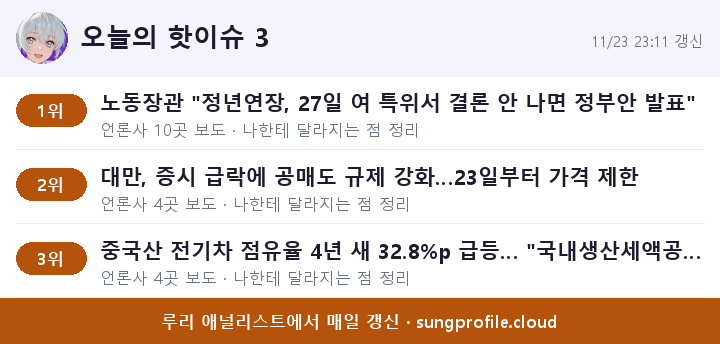 오늘의 핫이슈 3
11/23 23:11 갱신
1위
노동장관 "정년연장, 27일 여 특위서 결론 안 나면 정부안 발표"
언론사 10곳 보도 · 나한테 달라지는 점 정리
2위
대만, 증시 급락에 공매도 규제 강화…23일부터 가격 제한
언론사 4곳 보도 · 나한테 달라지는 점 정리
3위
중국산 전기차 점유율 4년 새 32.8%p 급등… "국내생산세액공…
언론사 4곳 보도 · 나한테 달라지는 점 정리
루리 애널리스트에서 매일 갱신 · sungprofile.cloud